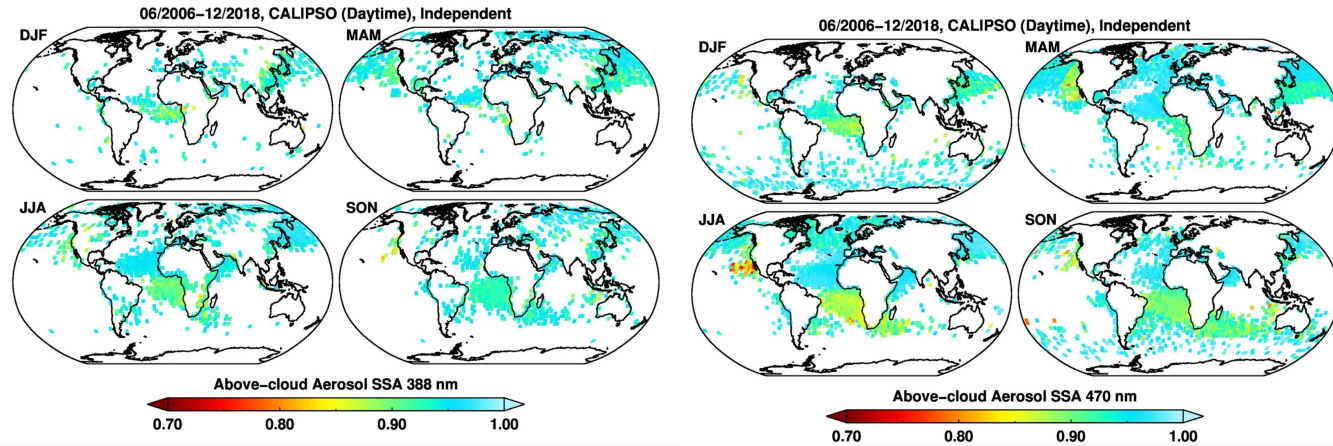 06/2006−12/2018, CALIPSO (Daytime), Independent
DJF
MAM
JJA
SON
Above−cloud Aerosol SSA 388 nm
0.70 0.80 0.90 1.00
06/2006−12/2018, CALIPSO (Daytime), Independent
DJF
MAM
JJA
SON
Above−cloud Aerosol SSA 470 nm
0.70 0.80 0.90 1.00